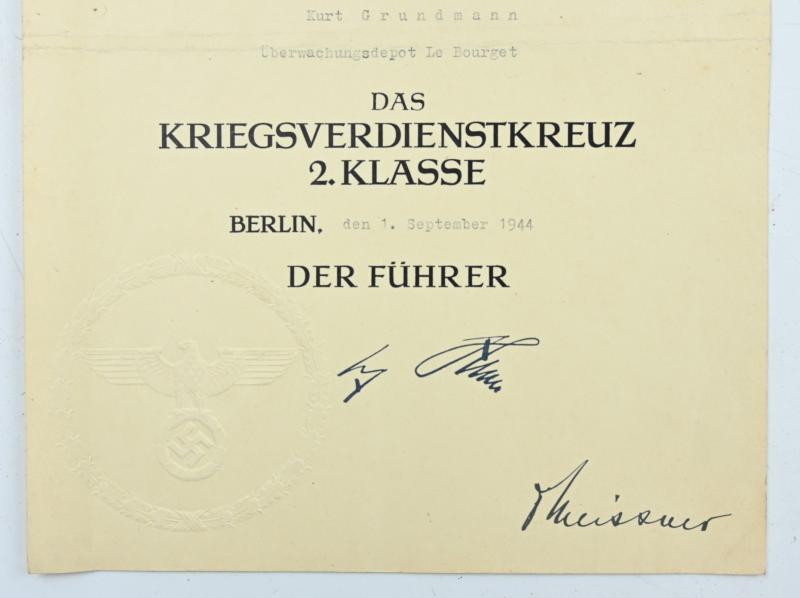 Kurt Grundmann
Überwachungsdepot Le Bourget
DAS
KRIEGSVERDIENSTKREUZ
2. KLASSE
BERLIN, den 1. September 1944
DER FÜHRER
Meissner